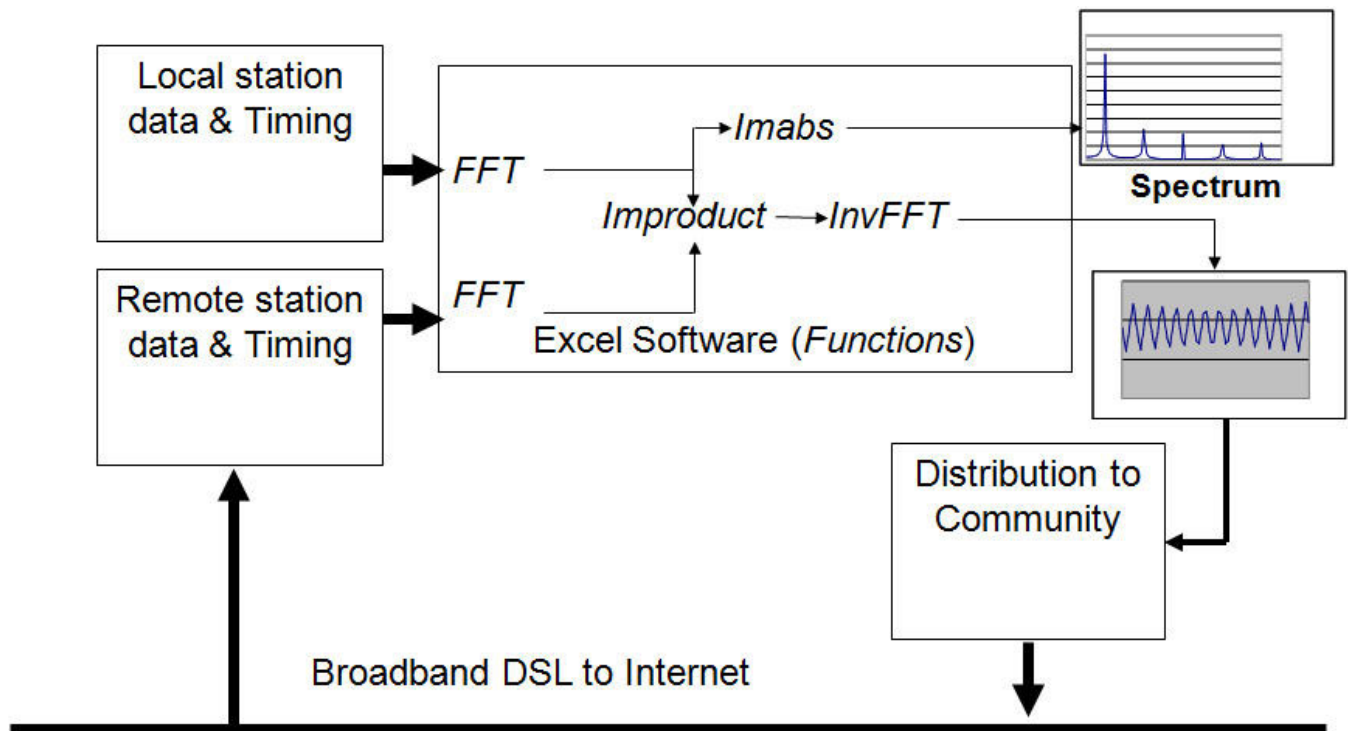 Local station
data & Timing
FFT
Imabs
Spectrum
Improduct
InvFFT
Remote station
data & Timing
FFT
Excel Software (Functions)
Distribution to
Community
Broadband DSL to Internet